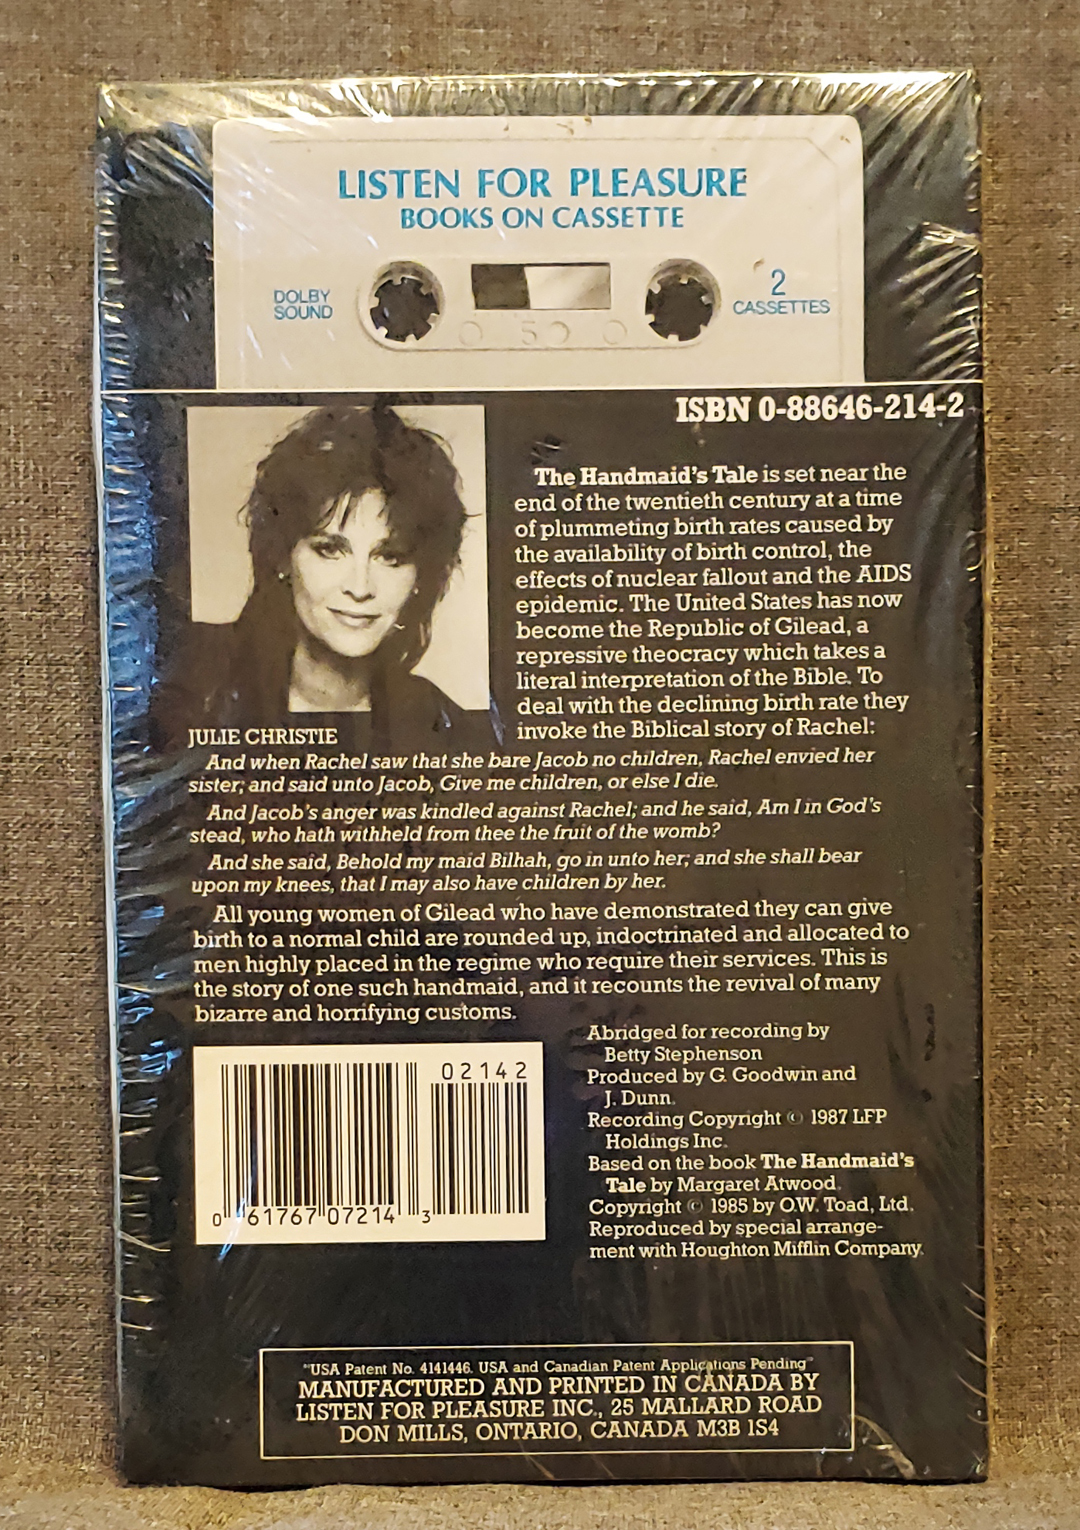 LISTEN FOR PLEASURE
BOOKS ON CASSETTE
DOLBY
SOUND
2
CASSETTES
0 50 0
ISBN 0-88646-214-2
The Handmaid's Tale is set near the
end of the twentieth century at a time
of plummeting birth rates caused by
the availability of birth control, the
effects of nuclear fallout and the AIDS
epidemic. The United States has now
become the Republic of Gilead, a
repressive theocracy which takes a
literal interpretation of the Bible. To
deal with the declining birth rate they
invoke the Biblical story of Rachel:
JULIE CHRISTIE
And when Rachel saw that she bare Jacob no children, Rachel envied her
sister; and said unto Jacob, Give me children, or else I die.
And Jacob's anger was kindled against Rachel; and he said, Am I in God's
stead, who hath withheld from thee the fruit of the womb?
And she said, Behold my maid Bilhah, go in unto her; and she shall bear
upon my knees, that I may also have children by her.
All young women of Gilead who have demonstrated they can give
birth to a normal child are rounded up, indoctrinated and allocated to
men highly placed in the regime who require their services. This is
the story of one such handmaid, and it recounts the revival of many
bizarre and horrifying customs.
02142
0 61767 07214 3
Abridged for recording by
Betty Stephenson
Produced by G. Goodwin and
J. Dunn.
Recording Copyright © 1987 LFP
Holdings Inc.
Based on the book The Handmaid's
Tale by Margaret Atwood.
Copyright © 1985 by O.W. Toad, Ltd.
Reproduced by special arrange-
ment with Houghton Mifflin Company.
"USA Patent No. 4141446. USA and Canadian Patent Applications Pending"
MANUFACTURED AND PRINTED IN CANADA BY
LISTEN FOR PLEASURE INC., 25 MALLARD ROAD
DON MILLS, ONTARIO, CANADA M3B 1S4